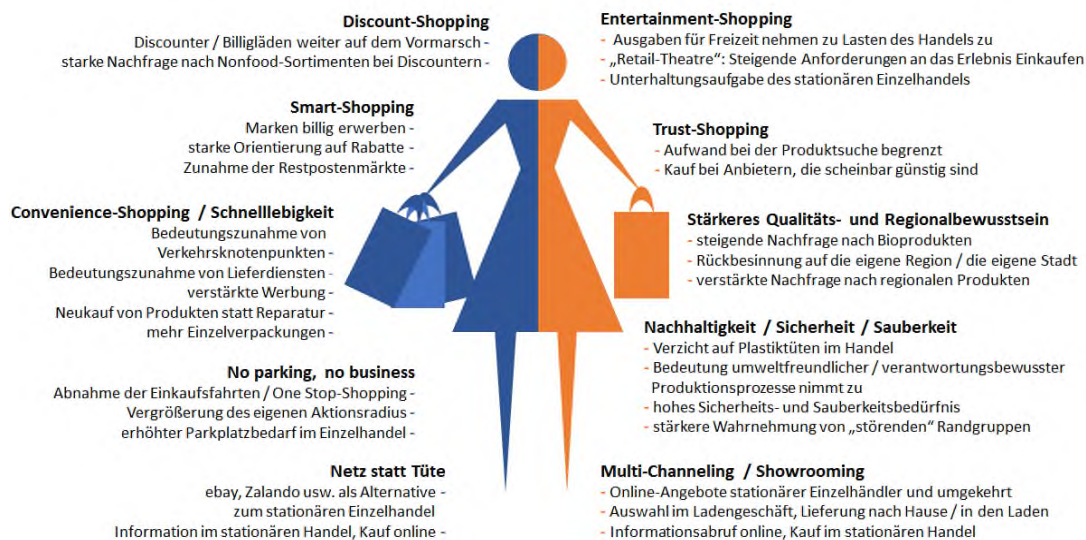 Discount-Shopping
Discounter / Billigläden weiter auf dem Vormarsch -
starke Nachfrage nach Nonfood-Sortimenten bei Discountern -
Smart-Shopping
Marken billig erwerben -
starke Orientierung auf Rabatte -
Zunahme der Restpostenmärkte -
Convenience-Shopping / Schnelllebigkeit
Bedeutungszunahme von
Verkehrsknotenpunkten -
Bedeutungszunahme von Lieferdiensten -
verstärkte Werbung -
Neukauf von Produkten statt Reparatur -
mehr Einzelverpackungen -
No parking, no business
Abnahme der Einkaufsfahrten / One Stop-Shopping -
Vergrößerung des eigenen Aktionsradius -
erhöhter Parkplatzbedarf im Einzelhandel -
Netz statt Tüte
ebay, Zalando usw. als Alternative -
zum stationären Einzelhandel
Information im stationären Handel, Kauf online -
Entertainment-Shopping
- Ausgaben für Freizeit nehmen zu Lasten des Handels zu
- „Retail-Theatre“: Steigende Anforderungen an das Erlebnis Einkaufen
- Unterhaltungsaufgabe des stationären Einzelhandels
Trust-Shopping
- Aufwand bei der Produktsuche begrenzt
- Kauf bei Anbietern, die scheinbar günstig sind
Stärkeres Qualitäts- und Regionalbewusstsein
- steigende Nachfrage nach Bioprodukten
- Rückbesinnung auf die eigene Region / die eigene Stadt
- verstärkte Nachfrage nach regionalen Produkten
Nachhaltigkeit / Sicherheit / Sauberkeit
- Verzicht auf Plastiktüten im Handel
- Bedeutung umweltfreundlicher / verantwortungsbewusster
Produktionsprozesse nimmt zu
- hohes Sicherheits- und Sauberkeitsbedürfnis
- stärkere Wahrnehmung von „störenden“ Randgruppen
Multi-Channeling / Showrooming
- Online-Angebote stationärer Einzelhändler und umgekehrt
- Auswahl im Ladengeschäft, Lieferung nach Hause / in den Laden
- Informationsabruf online, Kauf im stationären Handel